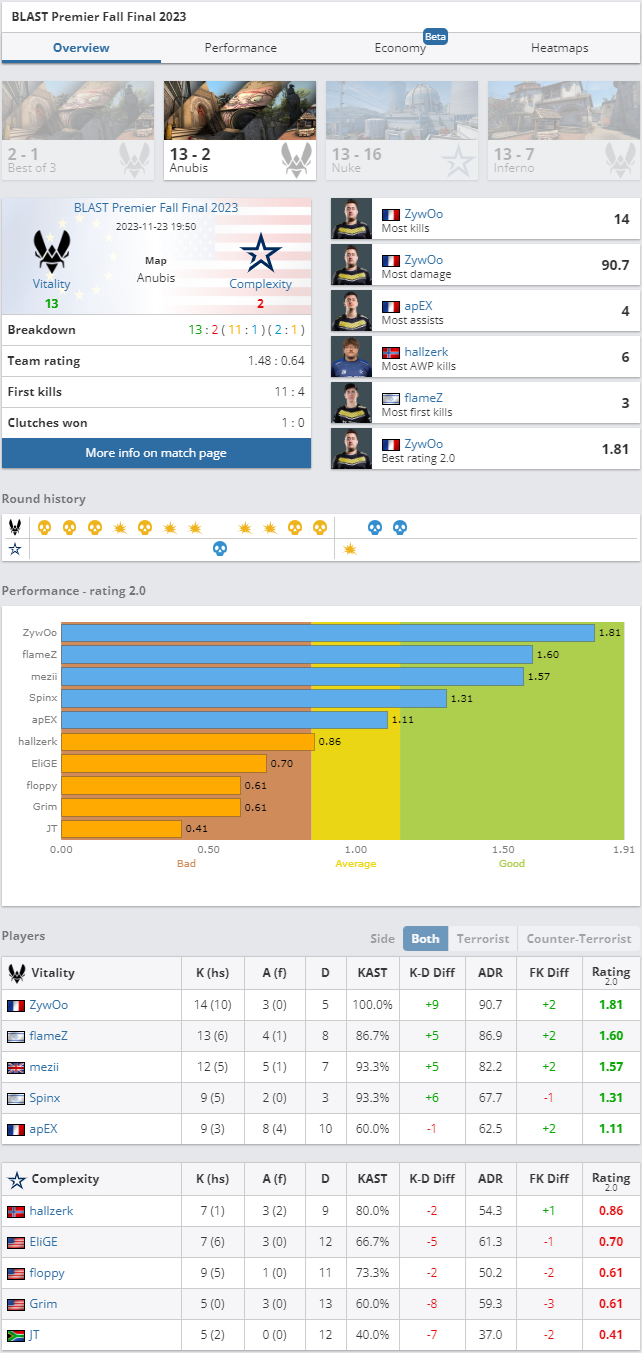 BLAST Premier Fall Final 2023
Overview
Performance
Economy
Beta
Heatmaps
2 - 1
Best of 3
13 - 2
Anubis
13 - 16
Nuke
13 - 7
Inferno
BLAST Premier Fall Final 2023
2023-11-23 19:50
Vitality
13
Map
Anubis
Complexity
2
Breakdown 13 : 2 ( 11 : 1 ) ( 2 : 1 )
Team rating 1.48 : 0.64
First kills 11 : 4
Clutches won 1 : 0
More info on match page
ZywOo
Most kills
14
ZywOo
Most damage
90.7
apEX
Most assists
4
hallzerk
Most AWP kills
6
flameZ
Most first kills
3
ZywOo
Best rating 2.0
1.81
Round history
Performance - rating 2.0
ZywOo 1.81
flameZ 1.60
mezii 1.57
Spinx 1.31
apEX 1.11
hallzerk 0.86
EliGE 0.70
floppy 0.61
Grim 0.61
JT 0.41
0.00 0.50 1.00 1.50 1.91
Bad Average Good
Players
Side Both Terrorist Counter-Terrorist
Vitality K (hs) A (f) D KAST K-D Diff ADR FK Diff Rating 2.0
ZywOo 14 (10) 3 (0) 5 100.0% +9 90.7 +2 1.81
flameZ 13 (6) 4 (1) 8 86.7% +5 86.9 +2 1.60
mezii 12 (5) 5 (1) 7 93.3% +5 82.2 +2 1.57
Spinx 9 (5) 2 (0) 3 93.3% +6 67.7 -1 1.31
apEX 9 (3) 8 (4) 10 60.0% -1 62.5 +2 1.11
Complexity K (hs) A (f) D KAST K-D Diff ADR FK Diff Rating 2.0
hallzerk 7 (1) 3 (2) 9 80.0% -2 54.3 +1 0.86
EliGE 7 (6) 3 (0) 12 66.7% -5 61.3 -1 0.70
floppy 9 (5) 1 (0) 11 73.3% -2 50.2 -2 0.61
Grim 5 (0) 3 (0) 13 60.0% -8 59.3 -3 0.61
JT 5 (2) 0 (0) 12 40.0% -7 37.0 -2 0.41